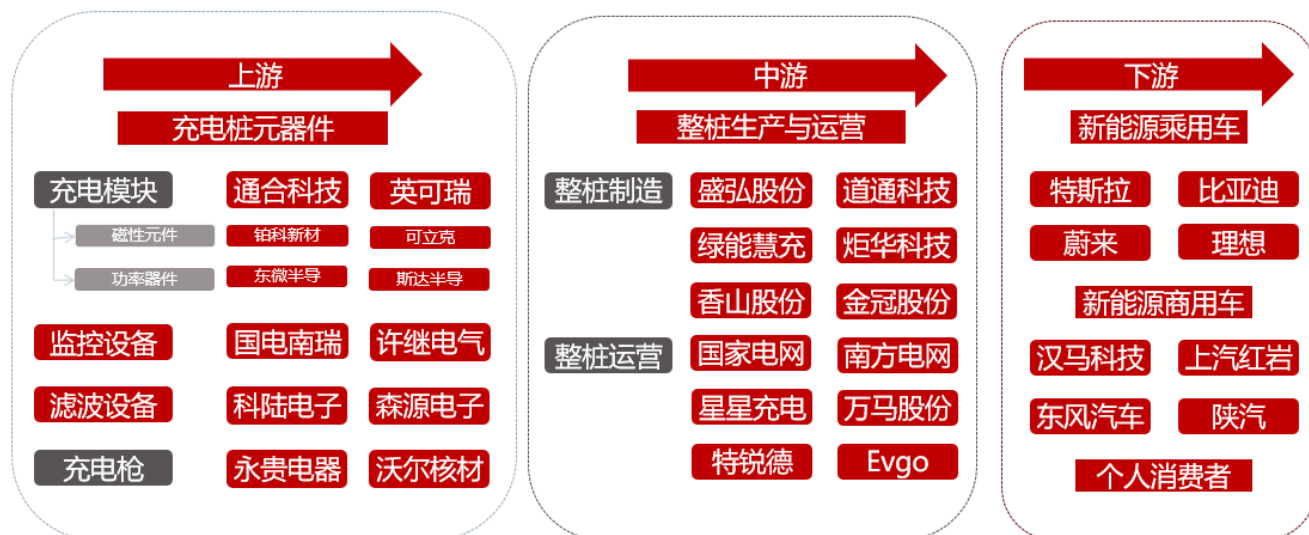 上游
充电桩元器件
充电模块 通合科技 英可瑞
磁性元件 铂科新材 可立克
功率器件 东微半导 斯达半导
监控设备 国电南瑞 许继电气
滤波设备 科陆电子 森源电子
充电枪 永贵电器 沃尔核材
中游
整桩生产与运营
整桩制造 盛弘股份 道通科技
绿能慧充 炬华科技
香山股份 金冠股份
整桩运营 国家电网 南方电网
星星充电 万马股份
特锐德 Evgo
下游
新能源乘用车
特斯拉 比亚迪
蔚来 理想
新能源商用车
汉马科技 上汽红岩
东风汽车 陕汽
个人消费者